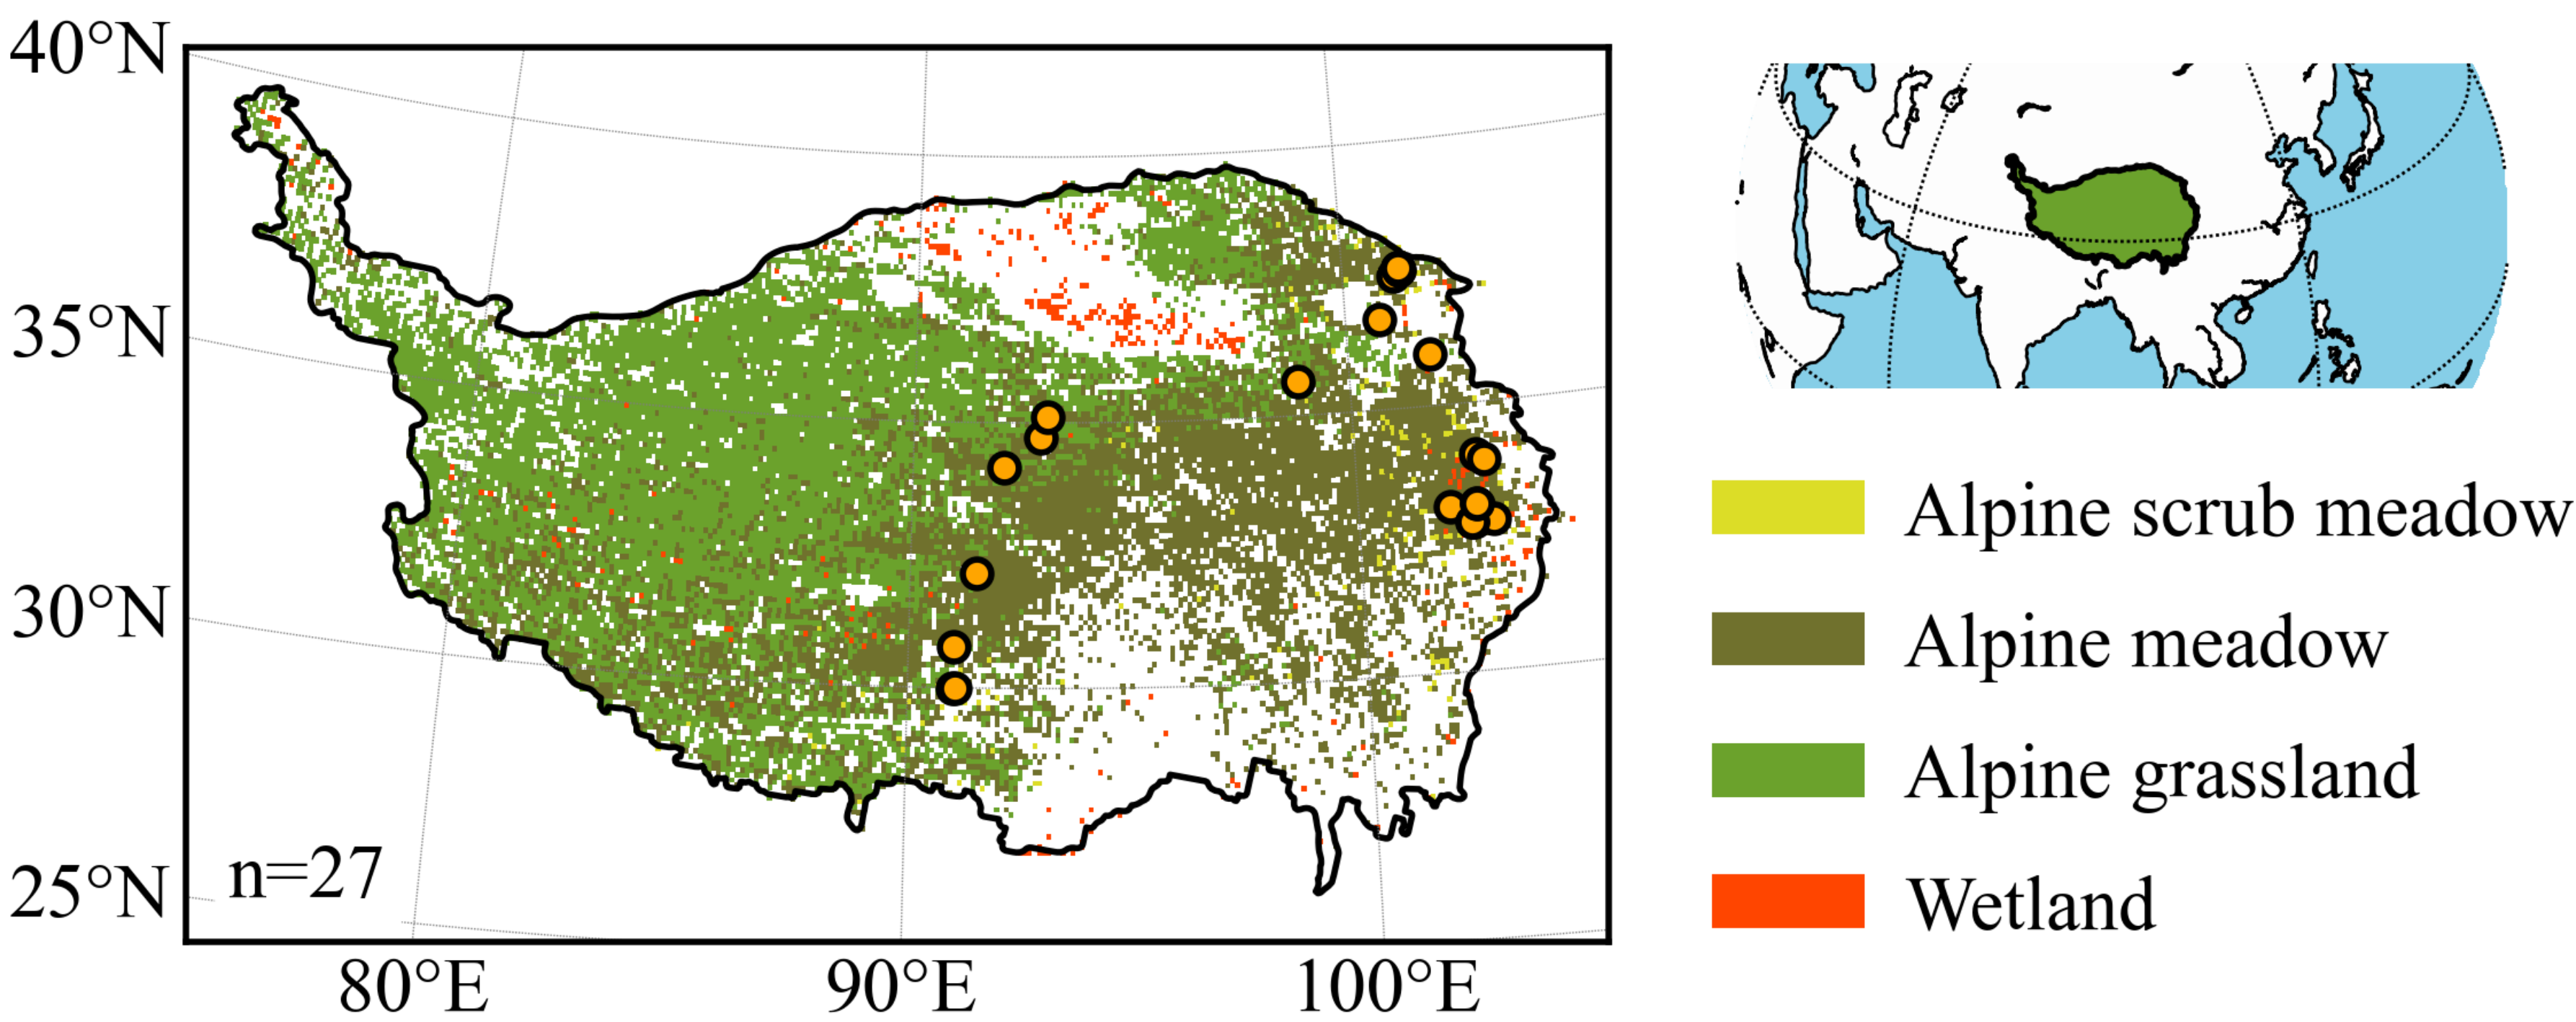 40°N
35°N
30°N
25°N
n=27
80°E
90°E
100°E
Alpine scrub meadow
Alpine meadow
Alpine grassland
Wetland